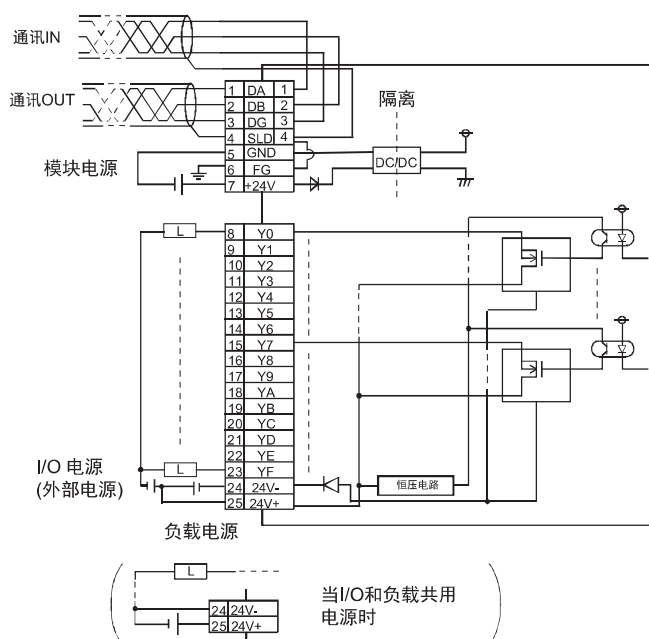 通讯IN
通讯OUT
1 DA 1
2 DB 2
3 DG 3
4 SLD 4
5 GND
6 FG
7 +24V
模块电源
隔离
DC/DC
L
8 Y0
9 Y1
10 Y2
11 Y3
12 Y4
13 Y5
14 Y6
15 Y7
16 Y8
17 Y9
18 YA
19 YB
20 YC
21 YD
22 YE
23 YF
24 24V-
25 24V+
L
I/O 电源
(外部电源)
恒压电路
负载电源
L
24 24V-
25 24V+
当I/O和负载共用
电源时